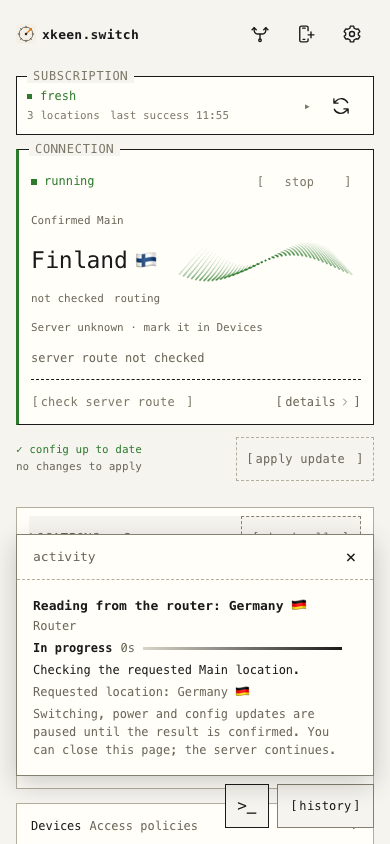 xkeen.switch
SUBSCRIPTION
fresh
3 locations last success 11:55
CONNECTION
running
[ stop ]
Confirmed Main
Finland
not checked routing
Server unknown · mark it in Devices
server route not checked
[check server route ]
[details > ]
✓ config up to date
no changes to apply
[apply update ]
activity
×
Reading from the router: Germany
Router
In progress 0s
Checking the requested Main location.
Requested location: Germany
Switching, power and config updates are
paused until the result is confirmed. You
can close this page; the server continues.
>_
[history]
Devices Access policies